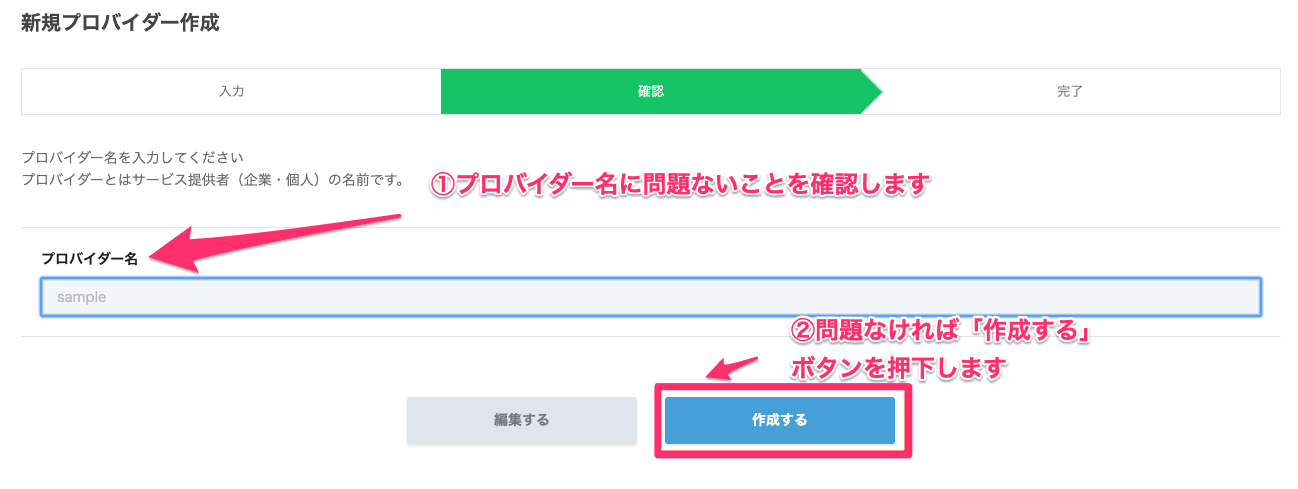 新規プロバイダー作成
入力
確認
完了
プロバイダー名を入力してください
プロバイダーとはサービス提供者（企業・個人）の名前です。
①プロバイダー名に問題ないことを確認します
プロバイダー名
sample
②問題なければ「作成する」
ボタンを押下します
編集する
作成する